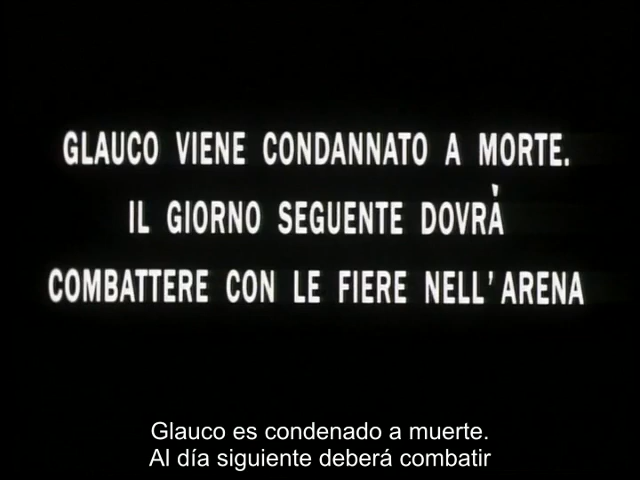 GLAUCO VIENE CONDANNATO A MORTE.
IL GIORNO SEGUENTE DOVRÀ
COMBATTERE CON LE FIERE NELL'ARENA
Glauco es condenado a muerte.
Al día siguiente deberá combatir